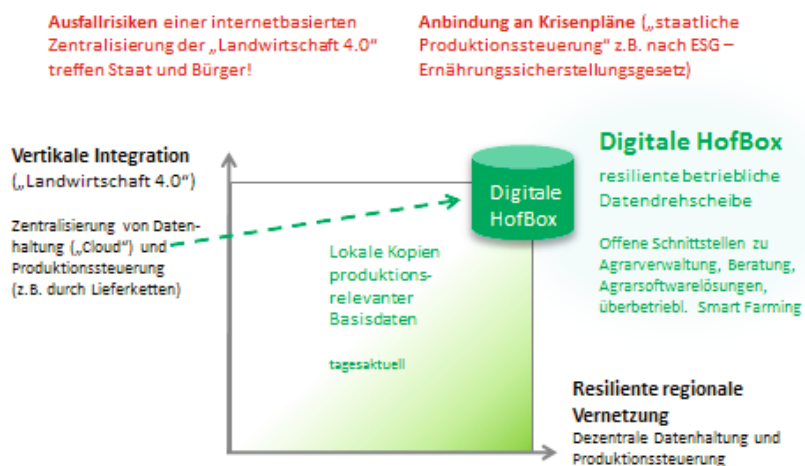 Ausfallrisiken einer internetbasierten
Zentralisierung der „Landwirtschaft 4.0“
treffen Staat und Bürger!
Anbindung an Krisenpläne („staatliche
Produktionssteuerung“ z.B. nach ESG –
Ernährungssicherstellungsgesetz)
Vertikale Integration
(„Landwirtschaft 4.0“)
Zentralisierung von Daten-
haltung („Cloud“) und
Produktionssteuerung
(z.B. durch Lieferketten)
Digitale
HofBox
Lokale Kopien
produktions-
relevanter
Basisdaten
tagesaktuell
Digitale HofBox
resiliente betriebliche
Datendrehscheibe
Offene Schnittstellen zu
Agrarverwaltung, Beratung,
Agrarsoftwarelösungen,
überbetriebl. Smart Farming
Resiliente regionale
Vernetzung
Dezentrale Datenhaltung und
Produktionssteuerung